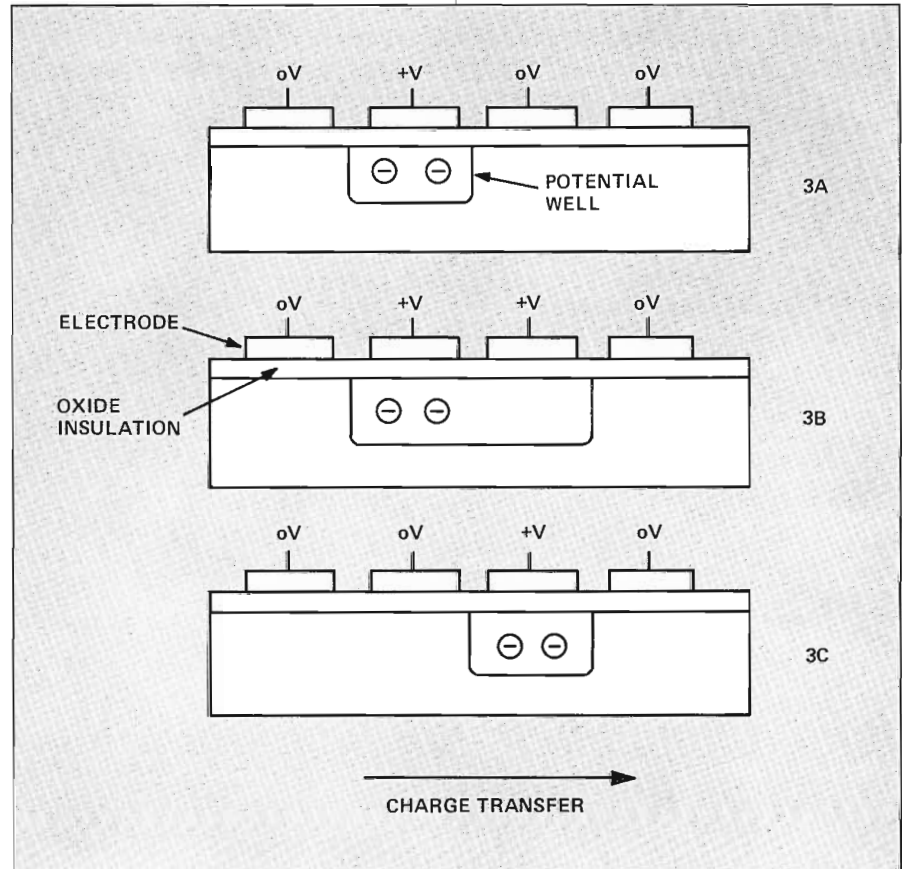 oV +V oV oV
POTENTIAL
WELL
3A
oV +V +V oV
ELECTRODE
OXIDE
INSULATION
3B
oV oV +V oV
3C
CHARGE TRANSFER